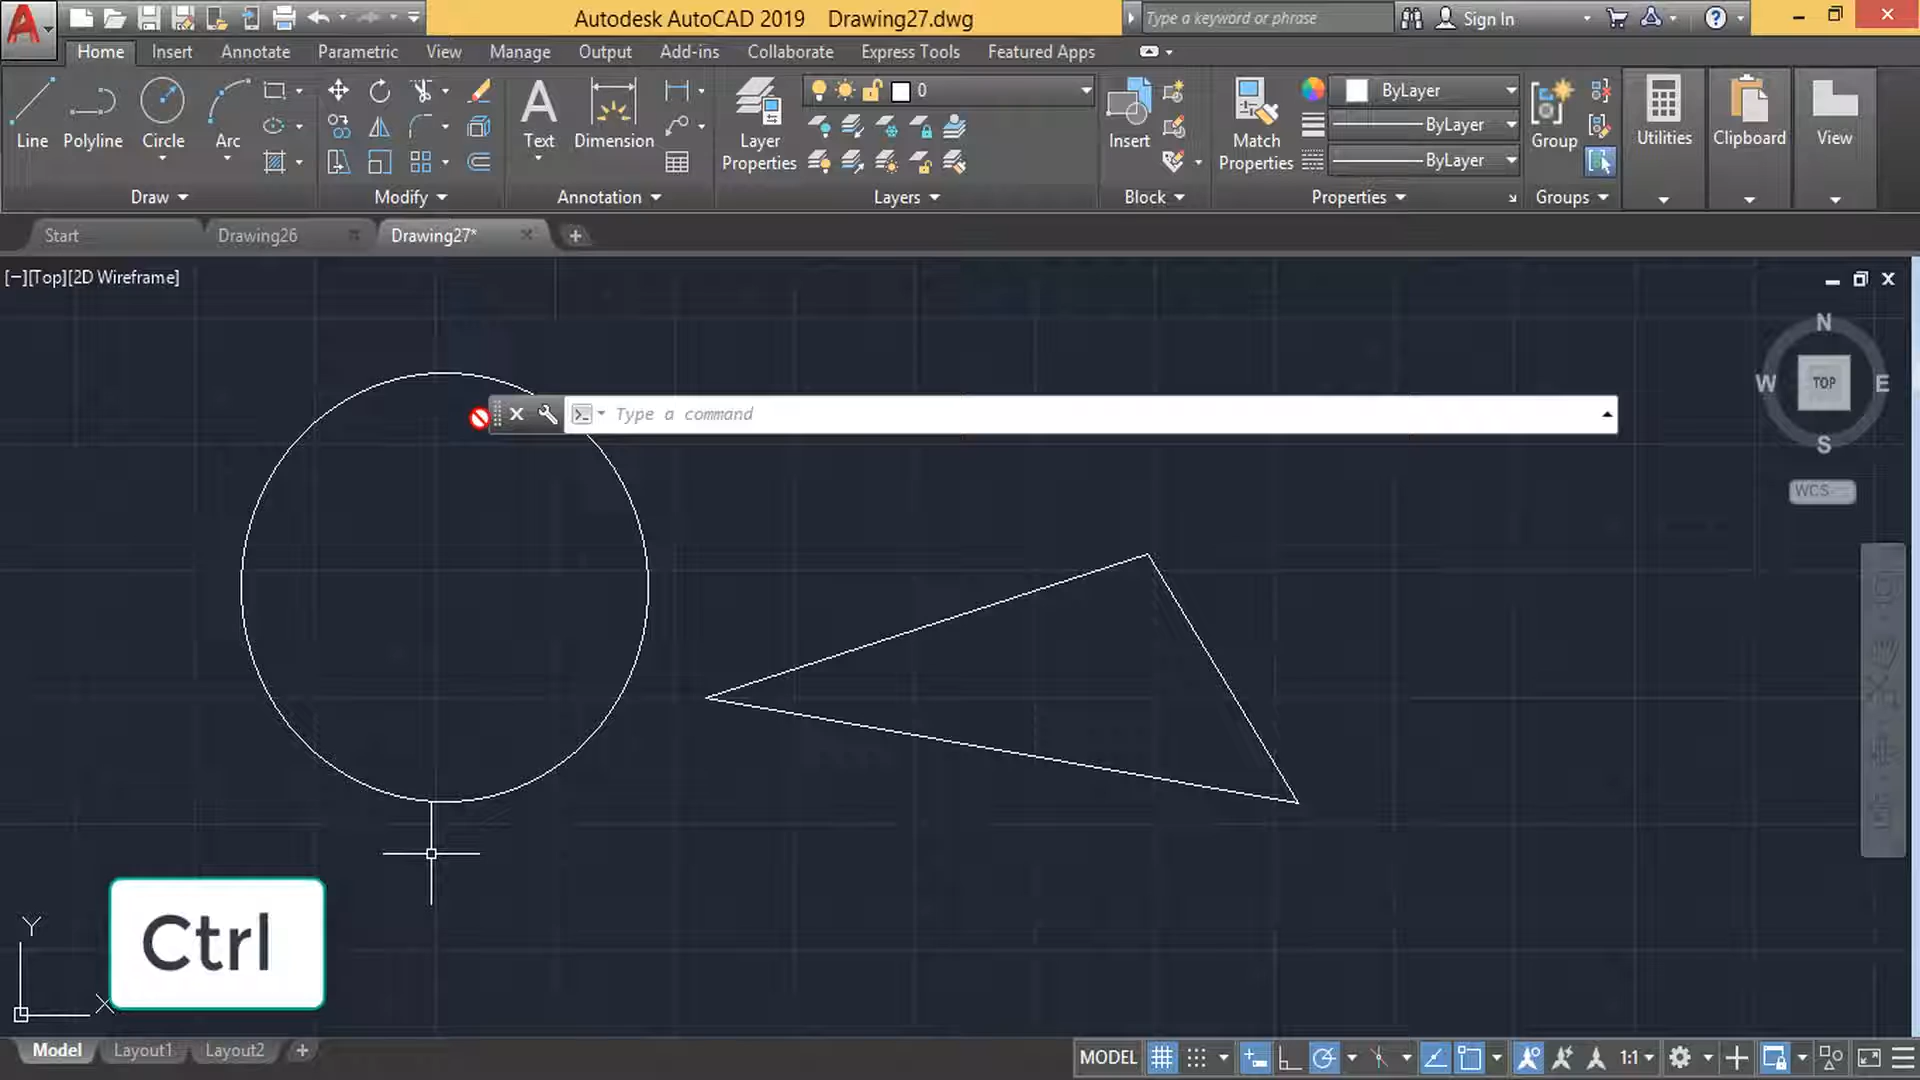 Autodesk AutoCAD 2019 Drawing27.dwg
Type a keyword or phrase
Sign In
Home Insert Annotate Parametric View Manage Output Add-ins Collaborate Express Tools Featured Apps
Line Polyline Circle Arc
Text Dimension
Layer Properties
0
Insert
Match Properties
ByLayer
ByLayer
ByLayer
Group
Utilities Clipboard View
Draw Modify Annotation Layers Block Properties Groups
Start Drawing26 Drawing27*
[−][Top][2D Wireframe]
N
W TOP E
S
WCS
Type a command
Ctrl
Y
X
Model Layout1 Layout2
MODEL 1:1